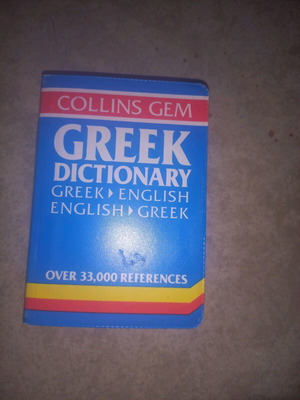 COLLINS GEM
GREEK
DICTIONARY
GREEK ▸ ENGLISH
ENGLISH ▸ GREEK
OVER 33,000 REFERENCES